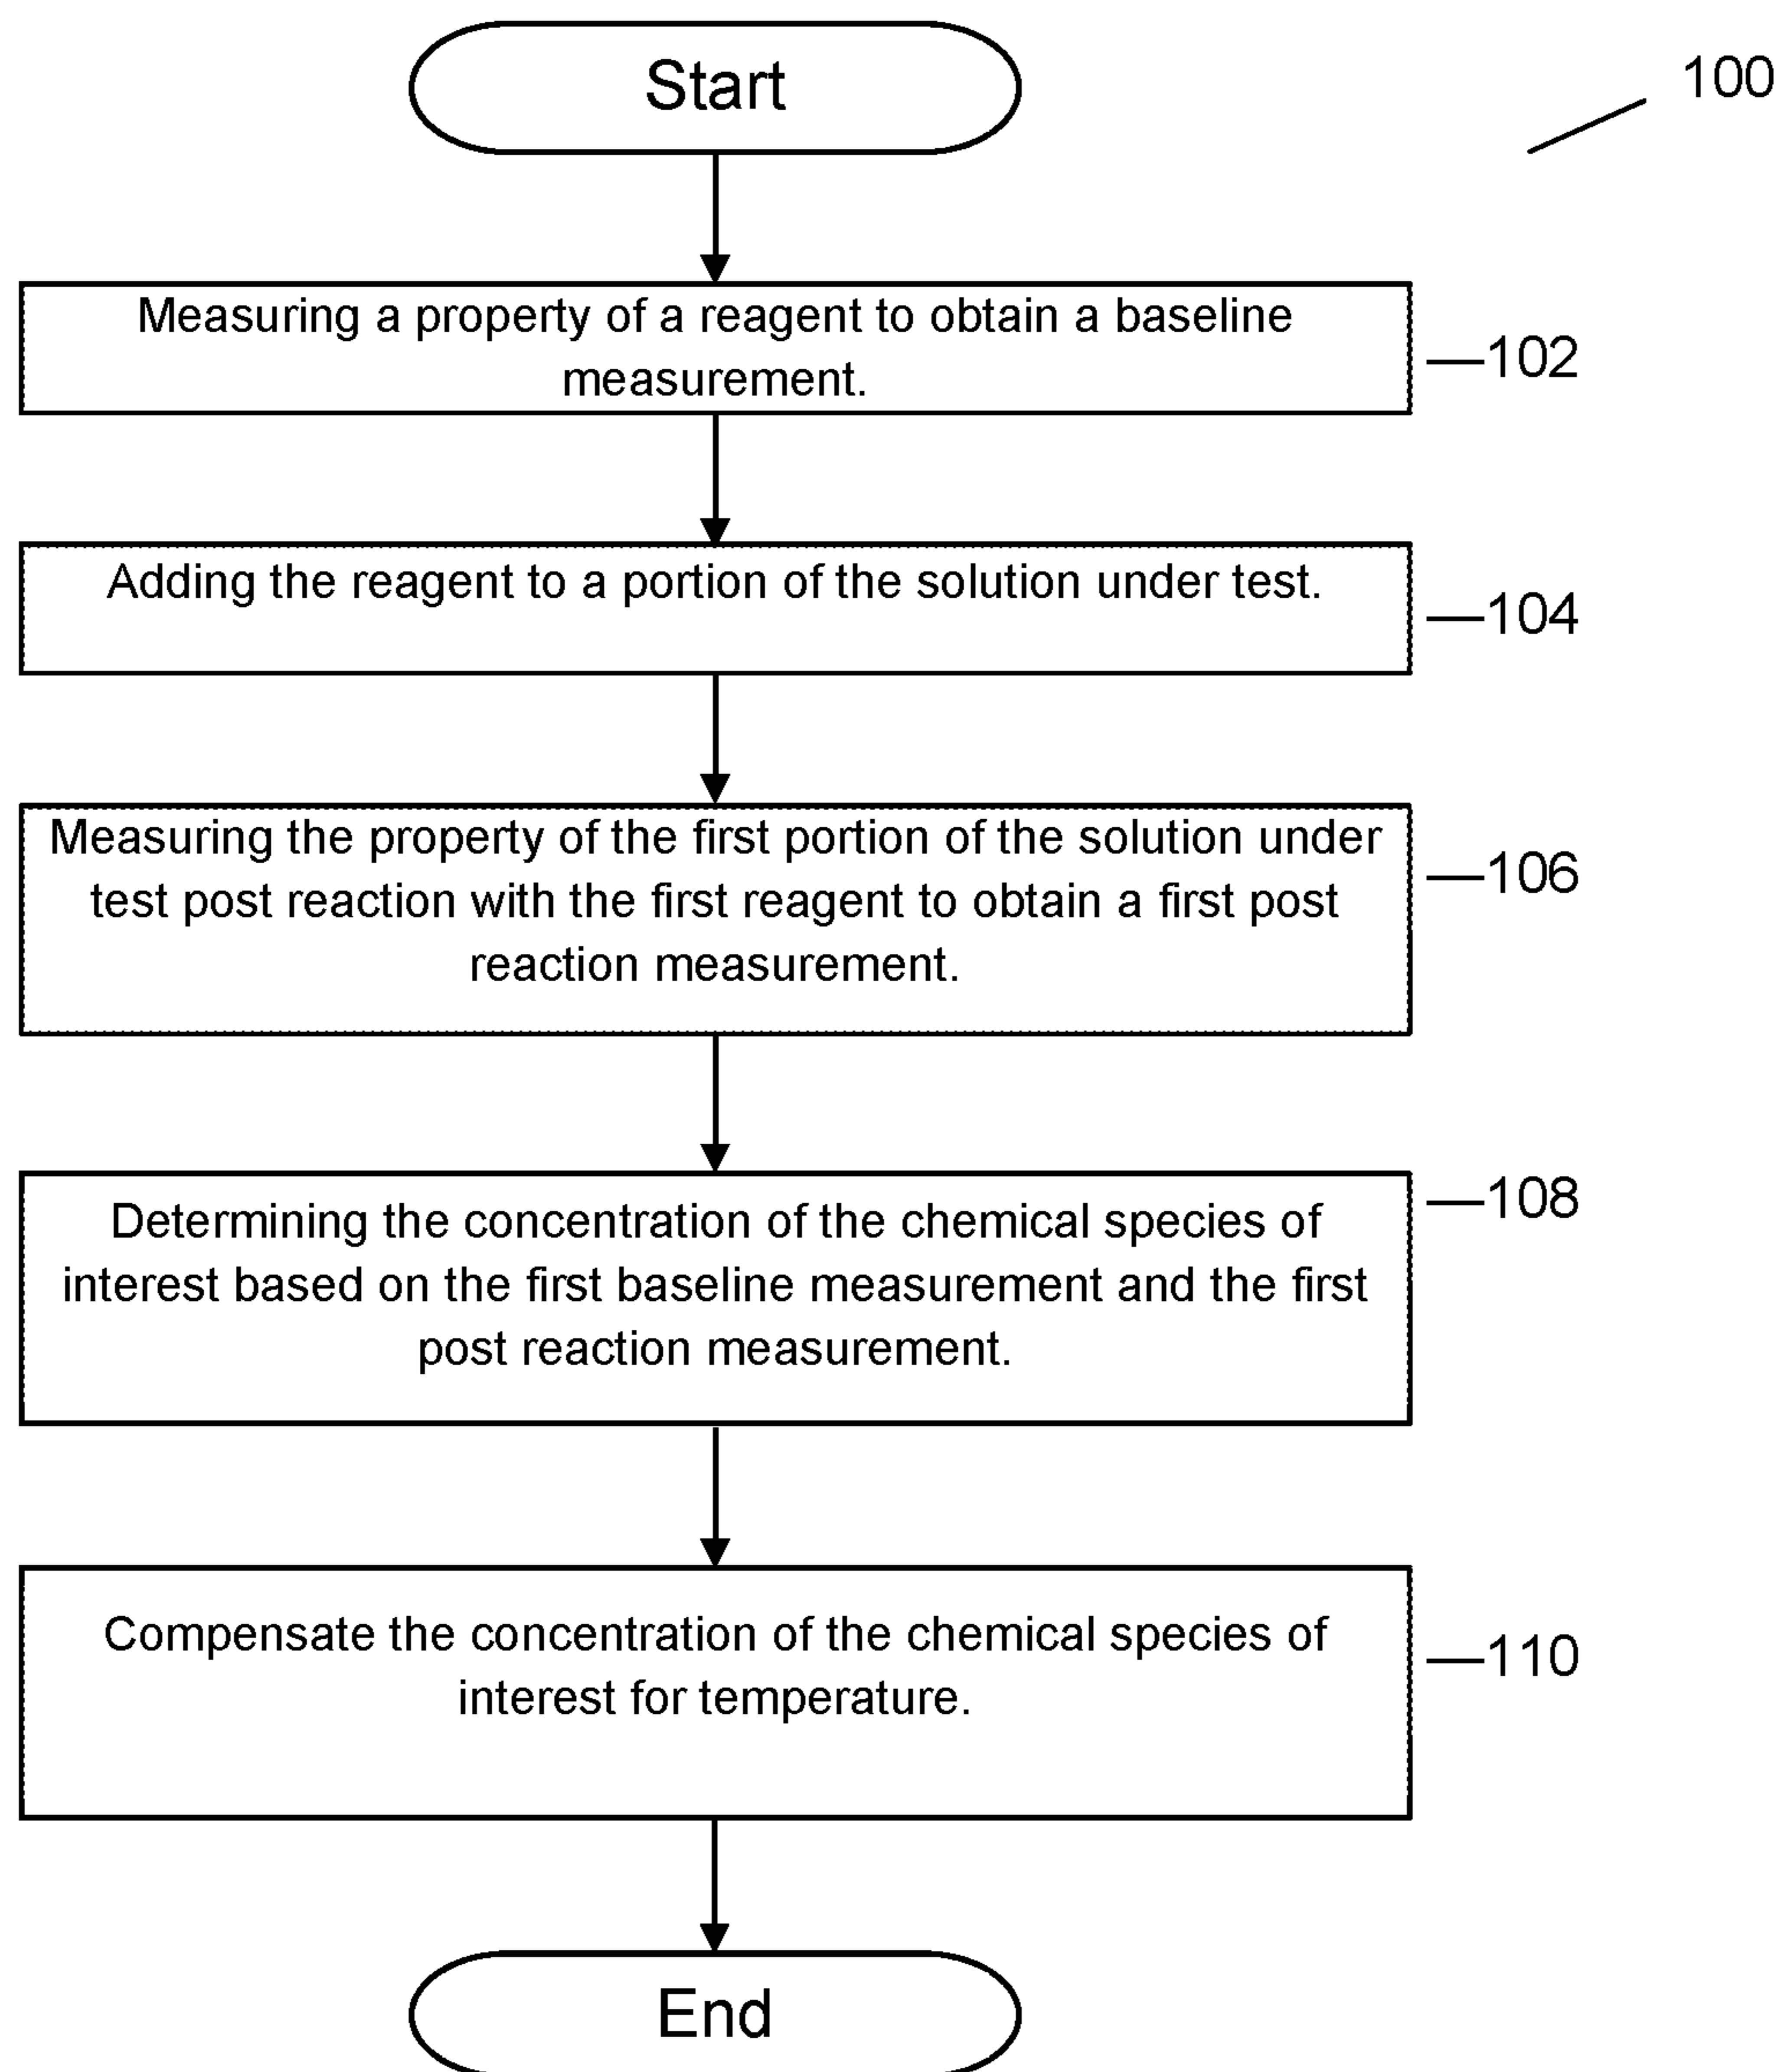 Start
100
Measuring a property of a reagent to obtain a baseline
measurement.
102
Adding the reagent to a portion of the solution under test.
104
Measuring the property of the first portion of the solution under
test post reaction with the first reagent to obtain a first post
reaction measurement.
106
Determining the concentration of the chemical species of
interest based on the first baseline measurement and the first
post reaction measurement.
108
Compensate the concentration of the chemical species of
interest for temperature.
110
End